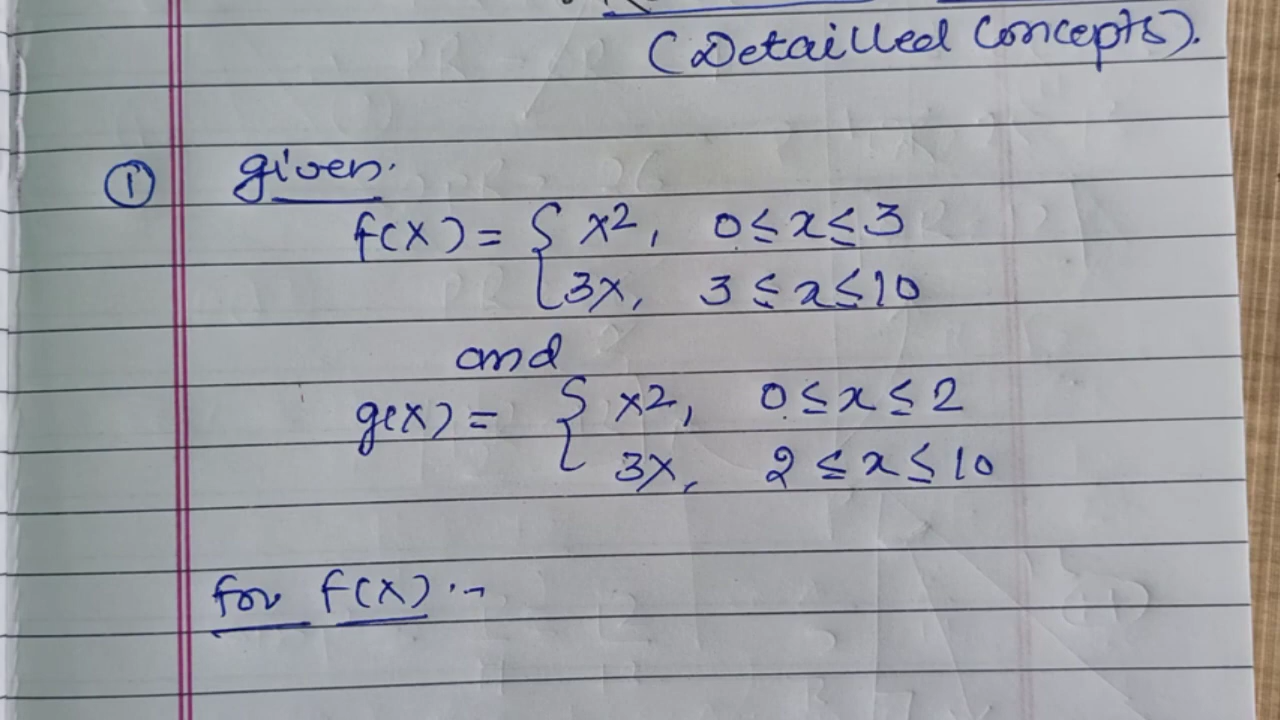 (Detailled Concepts).
① given.
f(x) = { x2, 0≤x≤3
3x, 3≤x≤10
and
g(x) = { x2, 0≤x≤2
3x, 2≤x≤10
for f(x) :-